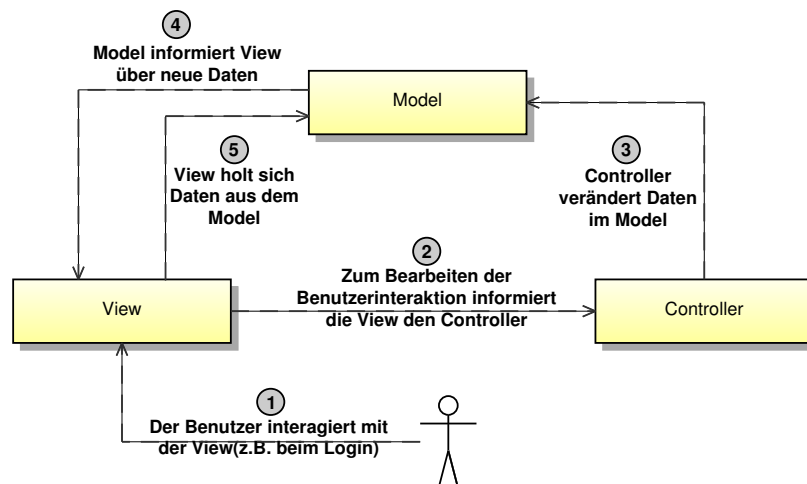 4
Model informiert View
über neue Daten
Model
5
View holt sich
Daten aus dem
Model
3
Controller
verändert Daten
im Model
2
Zum Bearbeiten der
Benutzerinteraktion informiert
die View den Controller
View
Controller
1
Der Benutzer interagiert mit
der View(z.B. beim Login)